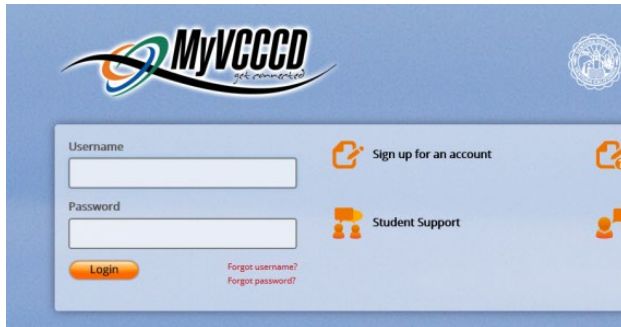 MyVCCCD
get connected
Username
Sign up for an account
Password
Student Support
Login
Forgot username?
Forgot password?